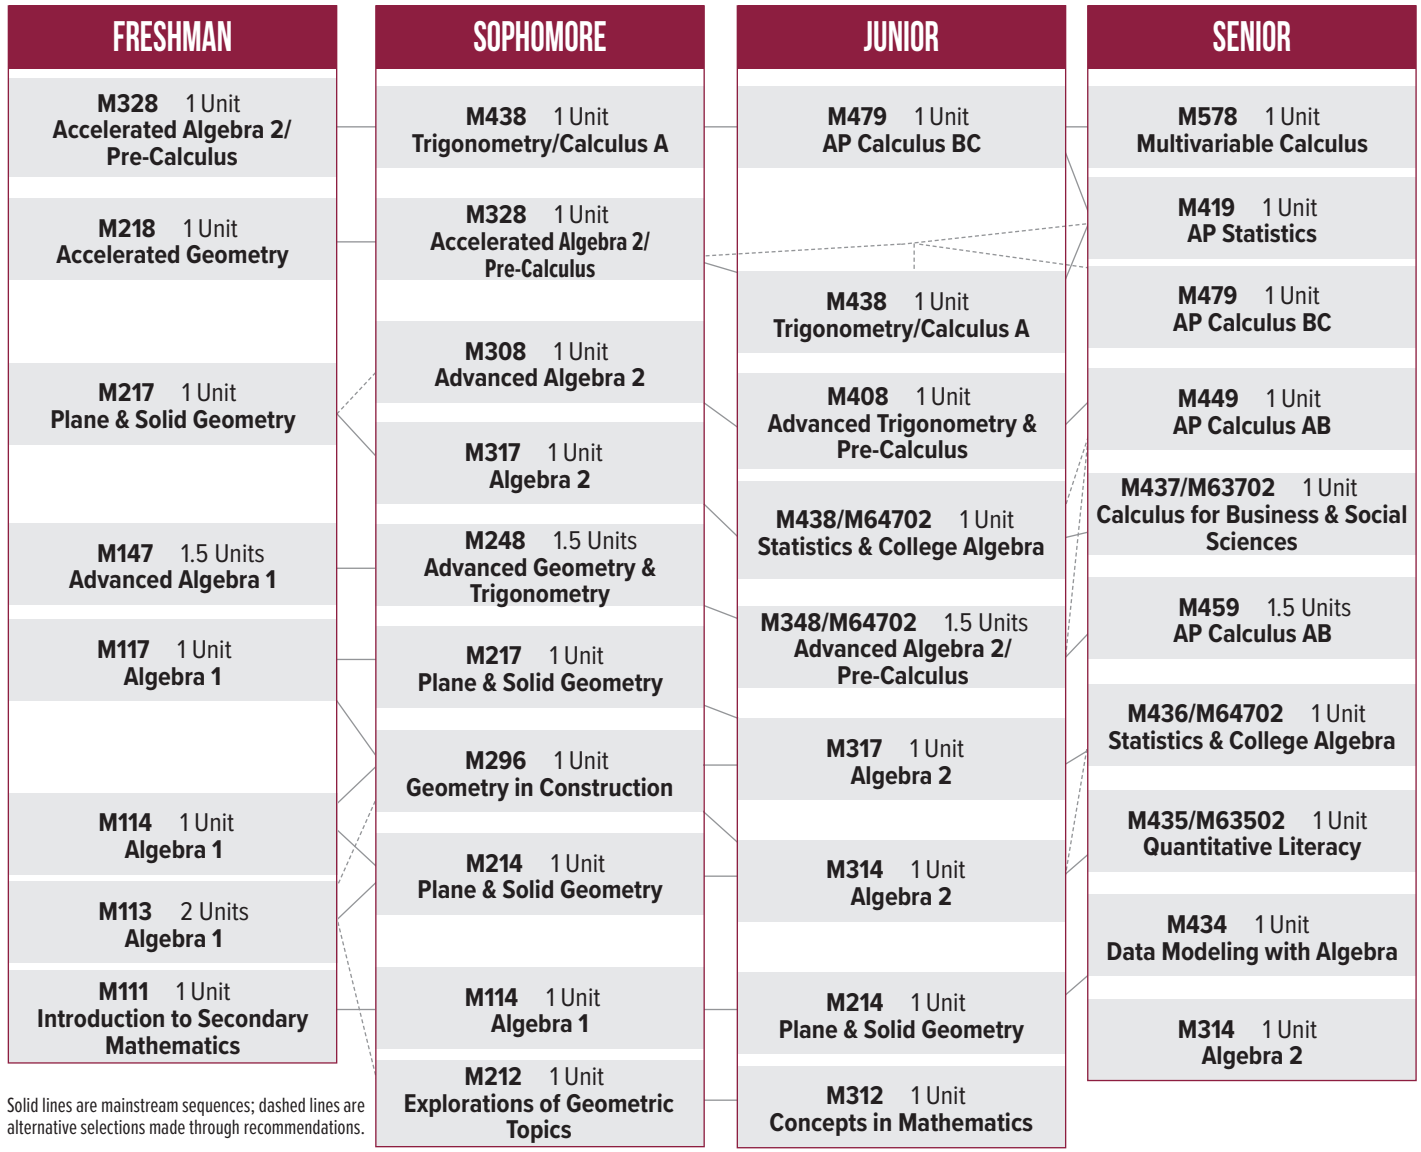 FRESHMAN
M328 1 Unit
Accelerated Algebra 2/
Pre-Calculus
M218 1 Unit
Accelerated Geometry
M217 1 Unit
Plane & Solid Geometry
M147 1.5 Units
Advanced Algebra 1
M117 1 Unit
Algebra 1
M114 1 Unit
Algebra 1
M113 2 Units
Algebra 1
M111 1 Unit
Introduction to Secondary
Mathematics
Solid lines are mainstream sequences; dashed lines are
alternative selections made through recommendations.
SOPHOMORE
M438 1 Unit
Trigonometry/Calculus A
M328 1 Unit
Accelerated Algebra 2/
Pre-Calculus
M308 1 Unit
Advanced Algebra 2
M317 1 Unit
Algebra 2
M248 1.5 Units
Advanced Geometry &
Trigonometry
M217 1 Unit
Plane & Solid Geometry
M296 1 Unit
Geometry in Construction
M214 1 Unit
Plane & Solid Geometry
M114 1 Unit
Algebra 1
M212 1 Unit
Explorations of Geometric
Topics
JUNIOR
M479 1 Unit
AP Calculus BC
M438 1 Unit
Trigonometry/Calculus A
M408 1 Unit
Advanced Trigonometry &
Pre-Calculus
M438/M64702 1 Unit
Statistics & College Algebra
M348/M64702 1.5 Units
Advanced Algebra 2/
Pre-Calculus
M317 1 Unit
Algebra 2
M314 1 Unit
Algebra 2
M214 1 Unit
Plane & Solid Geometry
M312 1 Unit
Concepts in Mathematics
SENIOR
M578 1 Unit
Multivariable Calculus
M419 1 Unit
AP Statistics
M479 1 Unit
AP Calculus BC
M449 1 Unit
AP Calculus AB
M437/M63702 1 Unit
Calculus for Business & Social
Sciences
M459 1.5 Units
AP Calculus AB
M436/M64702 1 Unit
Statistics & College Algebra
M435/M63502 1 Unit
Quantitative Literacy
M434 1 Unit
Data Modeling with Algebra
M314 1 Unit
Algebra 2